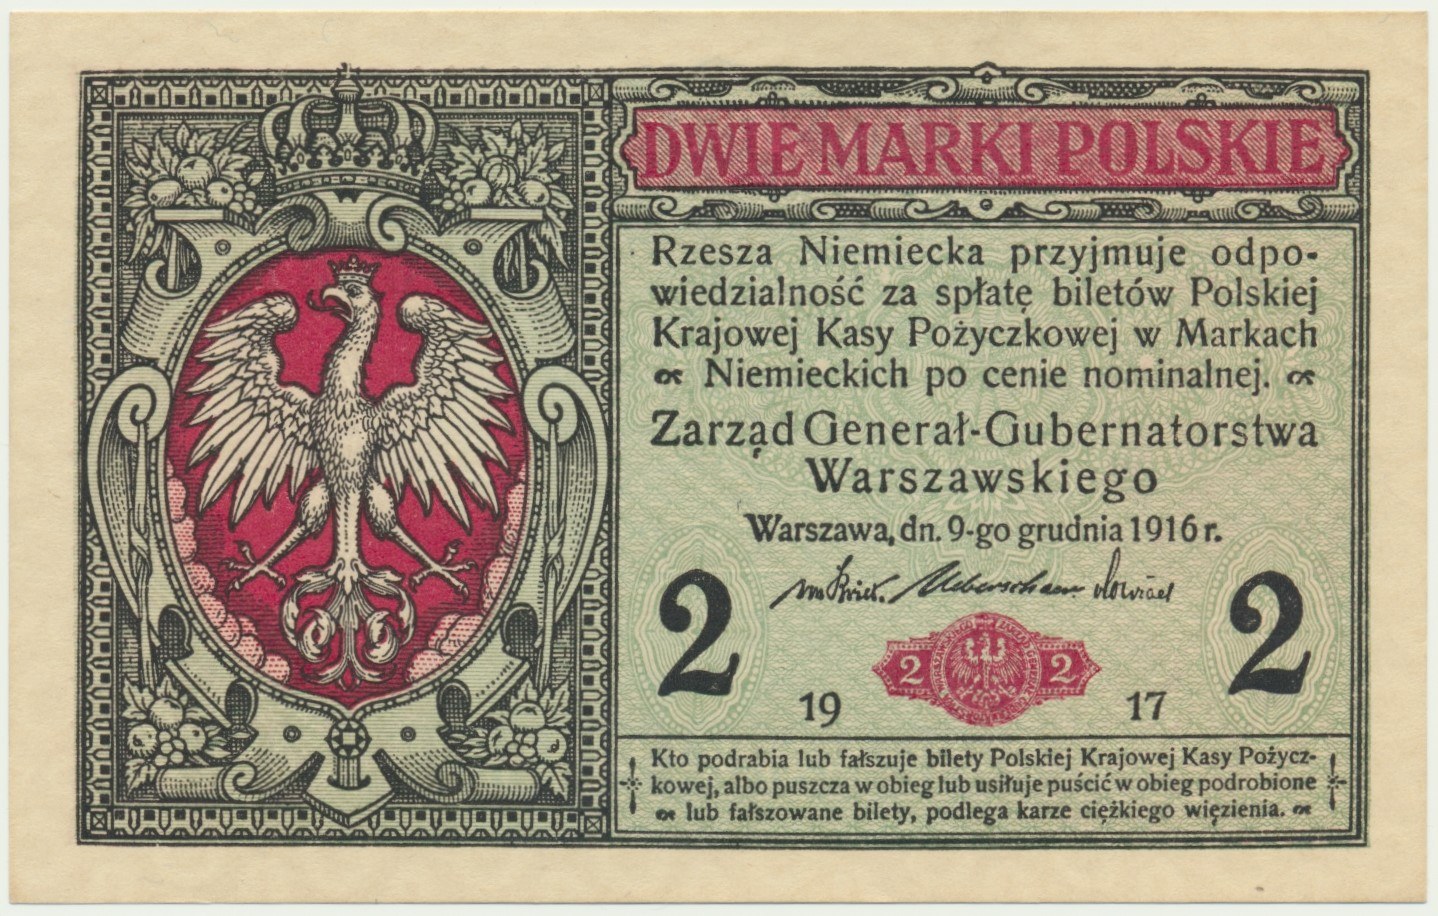 DWIE MARKI POLSKIE
Rzesza Niemiecka przyjmuje odpo-
wiedzialność za spłatę biletów Polskiej
Krajowej Kasy Pożyczkowej w Markach
Niemieckich po cenie nominalnej.
Zarząd Generał-Gubernatorstwa
Warszawskiego
Warszawa, dn. 9-go grudnia 1916 r.
2 2
2 2
19 17
Kto podrabia lub fałszuje bilety Polskiej Krajowej Kasy Pożycz-
kowej, albo puszcza w obieg lub usiłuje puścić w obieg podrobione
lub fałszowane bilety, podlega karze ciężkiego więzienia.